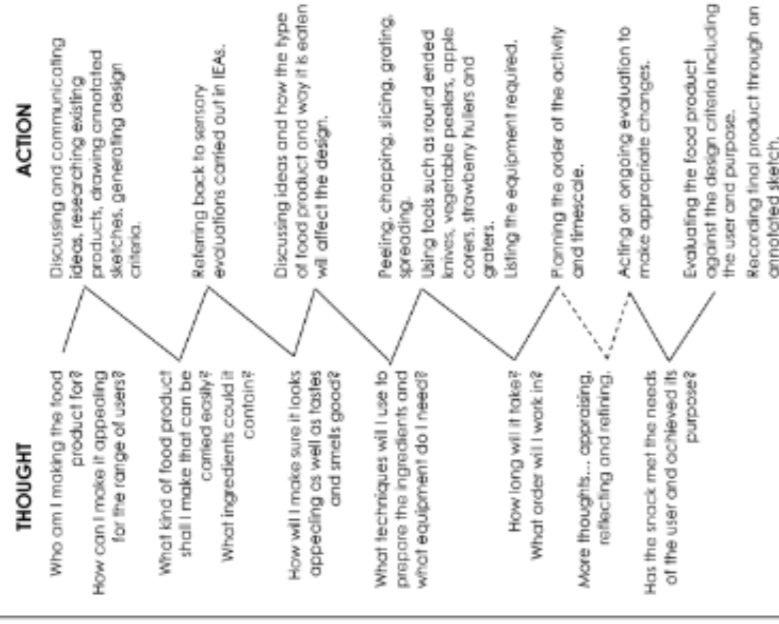 THOUGHT
ACTION
Who am I making the food
product for?
How can I make it appealing
for the range of users?
Discussing and communicating
ideas, researching existing
products, drawing annotated
sketches, generating design
criteria.
What kind of food product
shall I make that can be
carried easily?
What ingredients could it
contain?
Referring back to sensory
evaluations carried out in IEAs.
How will I make sure it looks
appealing as well as tastes
and smells good?
Discussing ideas and how the type
of food product and way it is eaten
will affect the design.
What techniques will I use to
prepare the ingredients and
what equipment do I need?
Peeling, chopping, slicing, grating,
spreading.
Using tools such as round ended
knives, vegetable peelers, apple
corers, strawberry hullers and
graters.
Listing the equipment required.
How long will it take?
What order will I work in?
Planning the order of the activity
and timescale.
More thoughts... appraising,
reflecting and refining.
Acting on ongoing evaluation to
make appropriate changes.
Has the snack met the needs
of the user and achieved its
purpose?
Evaluating the food product
against the design criteria including
the user and purpose.
Recording final product through an
annotated sketch.